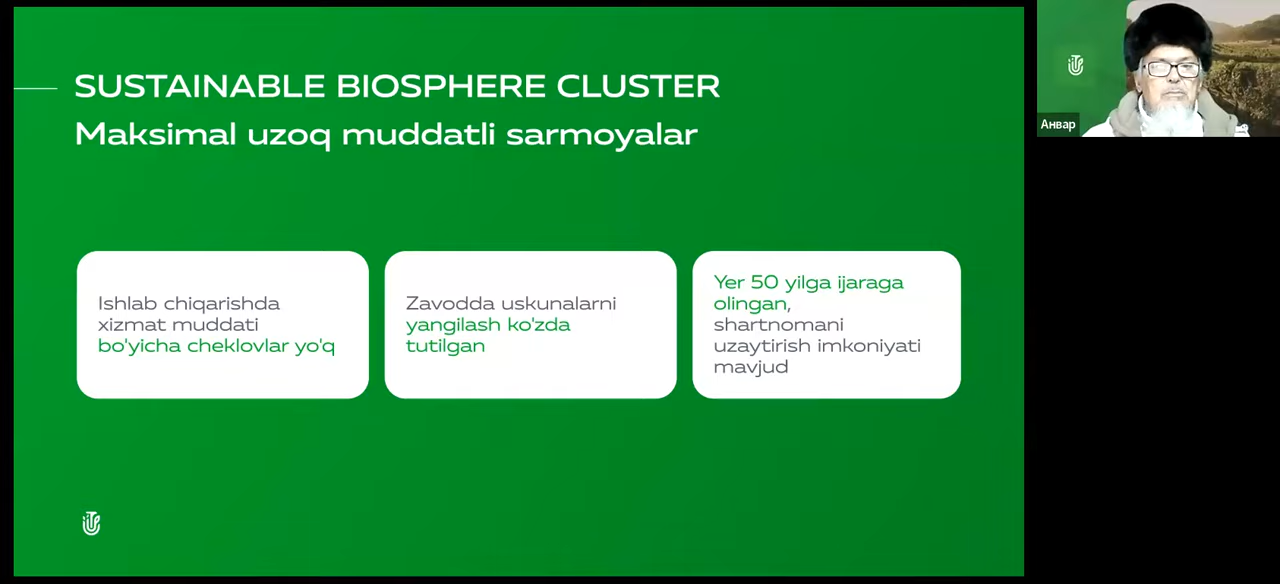 SUSTAINABLE BIOSPHERE CLUSTER
Maksimal uzoq muddatli sarmoyalar
Ishlab chiqarishda
xizmat muddati
bo'yicha cheklovlar yo'q
Zavodda uskunalarni
yangilash ko'zda
tutilgan
Yer 50 yilga ijaraga
olingan,
shartnomani
uzaytirish imkoniyati
mavjud
Анвар